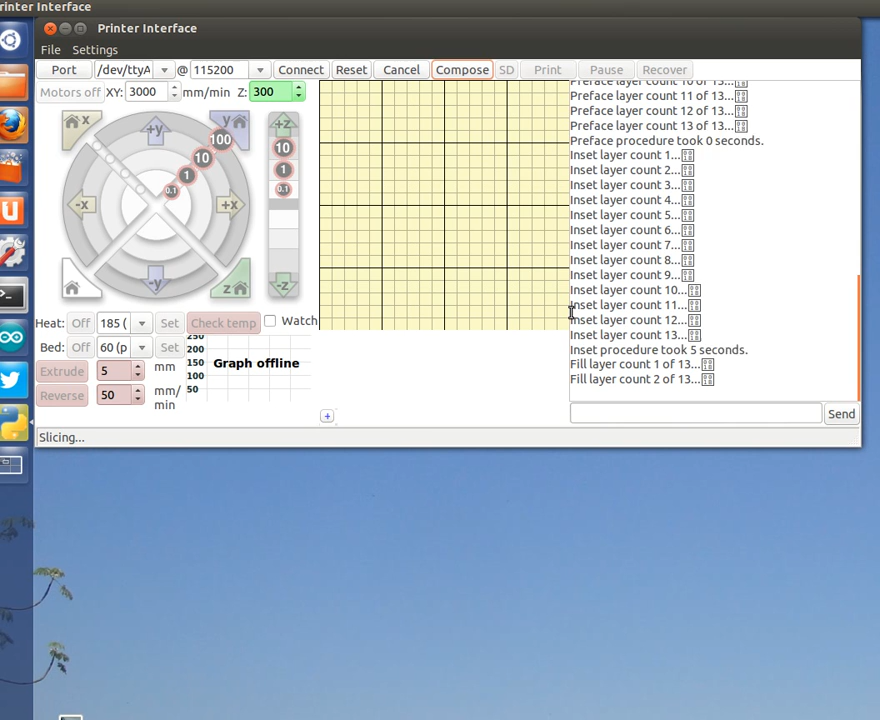 rinter Interface
Printer Interface
File Settings
Port /dev/ttyA @ 115200 Connect Reset Cancel Compose SD Print Pause Recover
Motors off XY: 3000 mm/min Z: 300
x +y y 100 10 1 0.1 -x +x -y z
+z 10 1 0.1 -z
Heat: Off 185 ( Set Check temp Watch
Bed: Off 60 (p Set
Extrude 5 mm
Reverse 50 mm/
min
250
200
150 Graph offline
100
50
+
Preface layer count 10 of 13...
Preface layer count 11 of 13...
Preface layer count 12 of 13...
Preface layer count 13 of 13...
Preface procedure took 0 seconds.
Inset layer count 1...
Inset layer count 2...
Inset layer count 3...
Inset layer count 4...
Inset layer count 5...
Inset layer count 6...
Inset layer count 7...
Inset layer count 8...
Inset layer count 9...
Inset layer count 10...
Inset layer count 11...
Inset layer count 12...
Inset layer count 13...
Inset procedure took 5 seconds.
Fill layer count 1 of 13...
Fill layer count 2 of 13...
Send
Slicing...